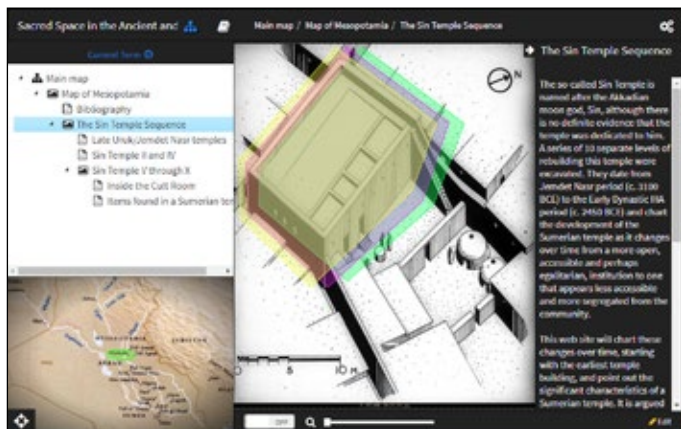 Sacred Space in the Ancient and
Main map / Map of Mesopotamia / The Sin Temple Sequence
Current Item
Main map
Map of Mesopotamia
Bibliography
The Sin Temple Sequence
Late Uruk/Jemdet Nasr temples
Sin Temple II and IV
Sin Temple V through X
Inside the Cult Room
Items found in a Sumerian ten
N
0 5 10 M
OFF
The Sin Temple Sequence
The so called Sin Temple is
named after the Akkadian
moon god, Sin, although there
is no definite evidence that the
temple was dedicated to him.
A series of 10 separate levels of
rebuilding this temple were
excavated. They date from
Jemdet Nasr period (c. 3100
BCE) to the Early Dynastic IIIA
period (c. 2450 BCE) and chart
the development of the
Sumerian temple as it changes
over time from a more open,
accessible and perhaps
egalitarian, institution to one
that appears less accessible
and more segregated from the
community.
This web site will chart these
changes over time, starting
with the earliest temple
building, and point out the
significant characteristics of a
Sumerian temple. It is argued
Edit